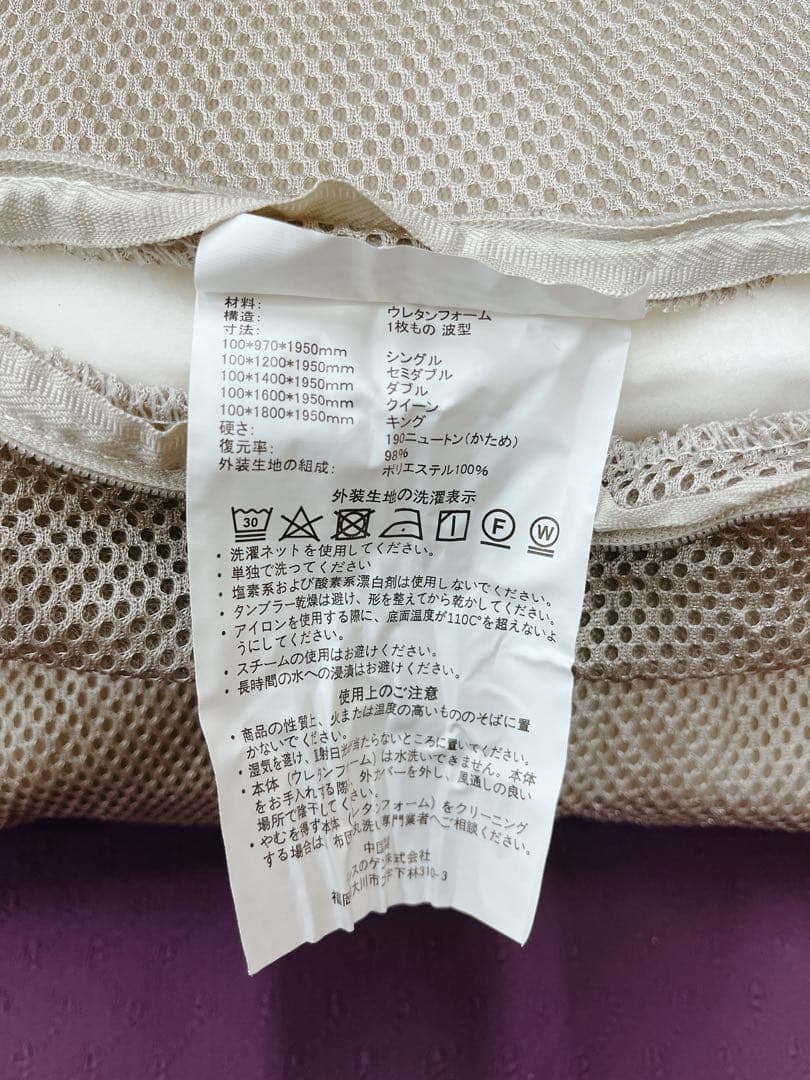 材料: ウレタンフォーム
構造: 1枚もの 波型
寸法:
100*970*1950mm シングル
100*1200*1950mm セミダブル
100*1400*1950mm ダブル
100*1600*1950mm クイーン
100*1800*1950mm キング
硬さ: 190ニュートン(かため)
復元率: 98%
外装生地の組成: ポリエステル100%
外装生地の洗濯表示
30 F W
・洗濯ネットを使用してください。
・単独で洗ってください
・塩素系および酸素系漂白剤は使用しないでください。
・タンブラー乾燥は避け、形を整えてから乾かしてください。
・アイロンを使用する際に、底面温度が110C°を超えないよ
うにしてください。
・スチームの使用はお避けください。
・長時間の水への浸漬はお避けください。
使用上のご注意
・商品の性質上、火または温度の高いもののそばに置
かないでください。
・湿気を避け、直射日光が当たらないところに置いてください。
・本体(ウレタンフォーム)は水洗いできません。本体
をお手入れする際、外カバーを外し、風通しの良い
場所で陰干してください。
・やむを得ず本体(レタンフォーム)をクリーニング
する場合は、布団丸洗い専門業者へご相談ください。
中国
のゲン株式会社
大川市 字下林310-3